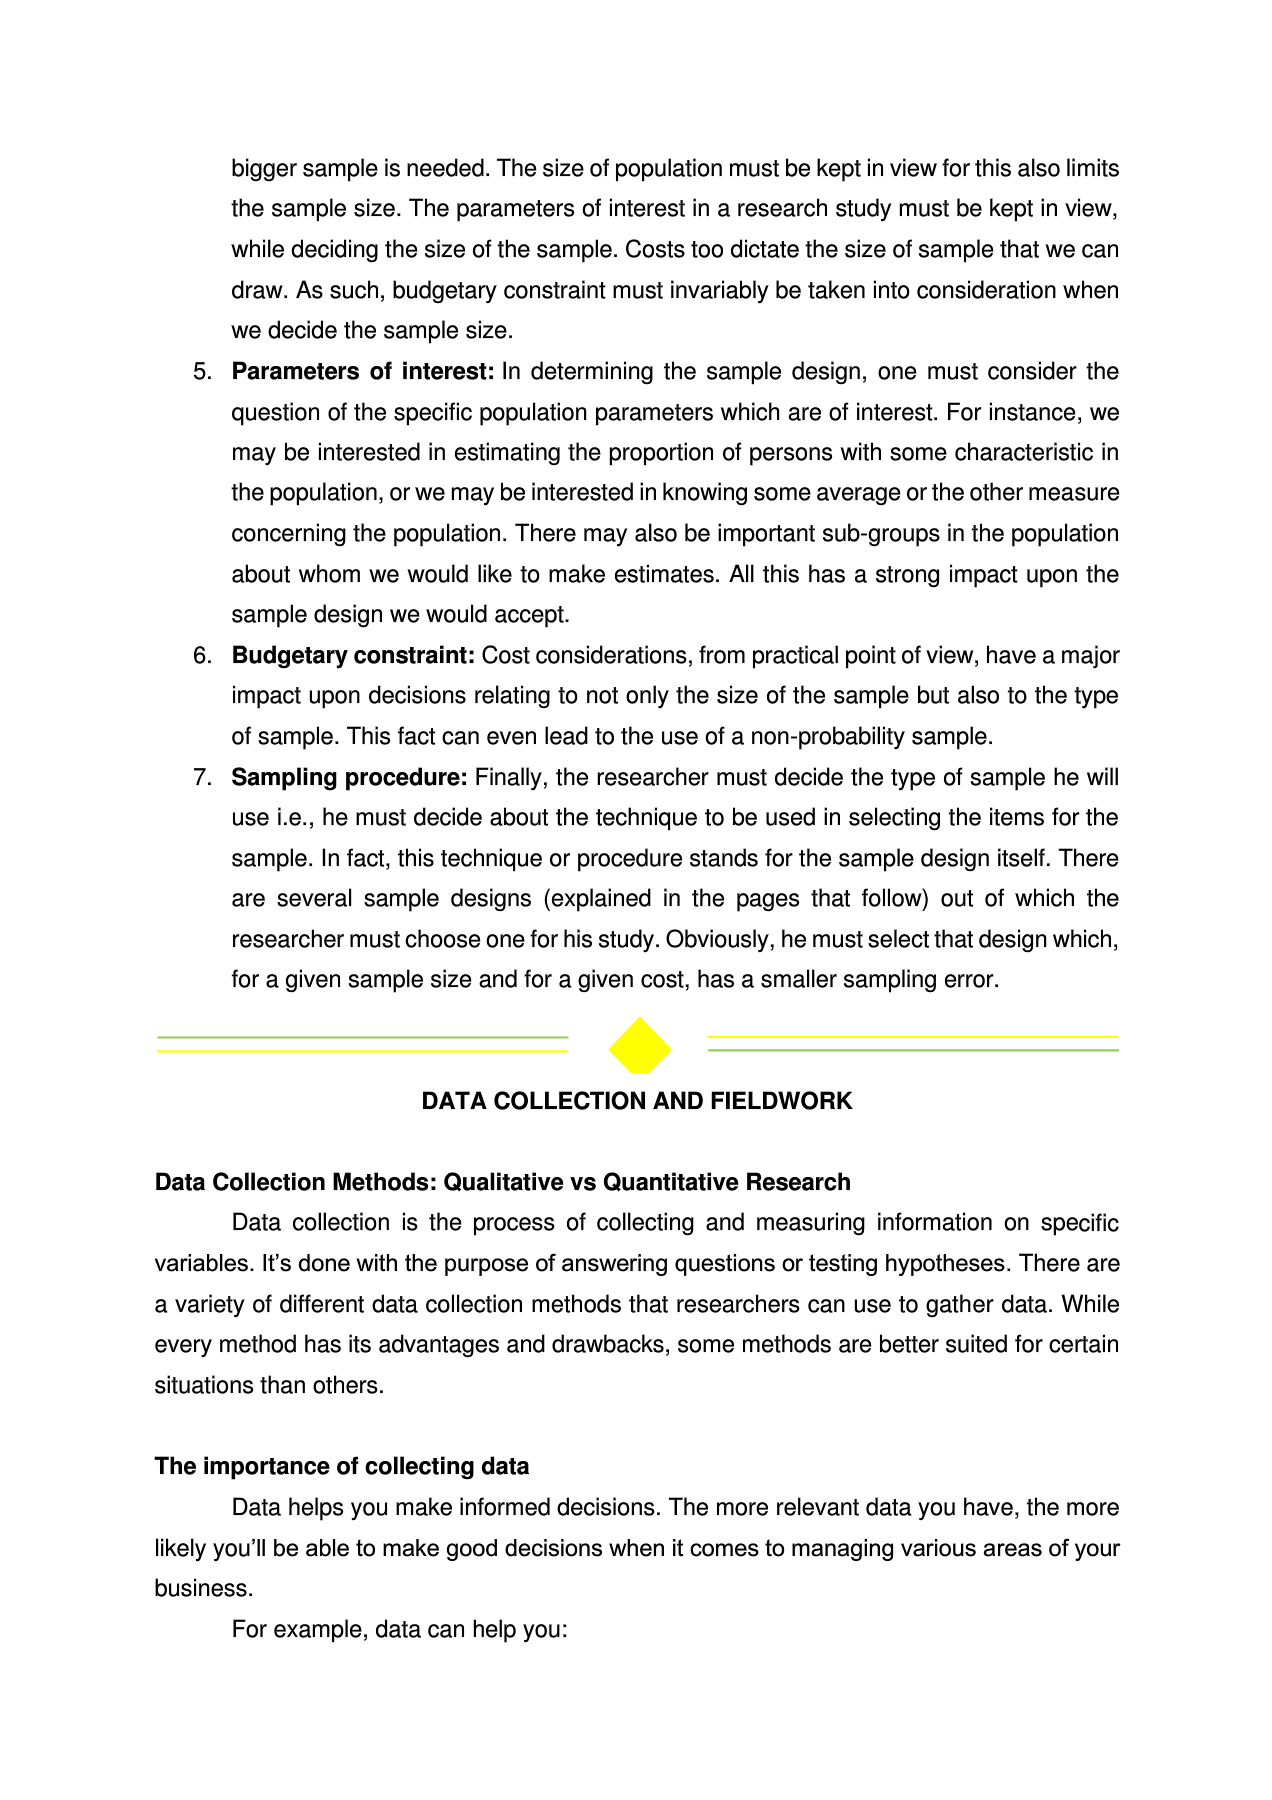 bigger sample is needed. The size of population must be kept in view for this also limits
the sample size. The parameters of interest in a research study must be kept in view,
while deciding the size of the sample. Costs too dictate the size of sample that we can
draw. As such, budgetary constraint must invariably be taken into consideration when
we decide the sample size.
5. Parameters of interest: In determining the sample design, one must consider the
question of the specific population parameters which are of interest. For instance, we
may be interested in estimating the proportion of persons with some characteristic in
the population, or we may be interested in knowing some average or the other measure
concerning the population. There may also be important sub-groups in the population
about whom we would like to make estimates. All this has a strong impact upon the
sample design we would accept.
6. Budgetary constraint: Cost considerations, from practical point of view, have a major
impact upon decisions relating to not only the size of the sample but also to the type
of sample. This fact can even lead to the use of a non-probability sample.
7. Sampling procedure: Finally, the researcher must decide the type of sample he will
use i.e., he must decide about the technique to be used in selecting the items for the
sample. In fact, this technique or procedure stands for the sample design itself. There
are several sample designs (explained in the pages that follow) out of which the
researcher must choose one for his study. Obviously, he must select that design which,
for a given sample size and for a given cost, has a smaller sampling error.
DATA COLLECTION AND FIELDWORK
Data Collection Methods: Qualitative vs Quantitative Research
Data collection is the process of collecting and measuring information on specific
variables. It’s done with the purpose of answering questions or testing hypotheses. There are
a variety of different data collection methods that researchers can use to gather data. While
every method has its advantages and drawbacks, some methods are better suited for certain
situations than others.
The importance of collecting data
Data helps you make informed decisions. The more relevant data you have, the more
likely you’ll be able to make good decisions when it comes to managing various areas of your
business.
For example, data can help you: